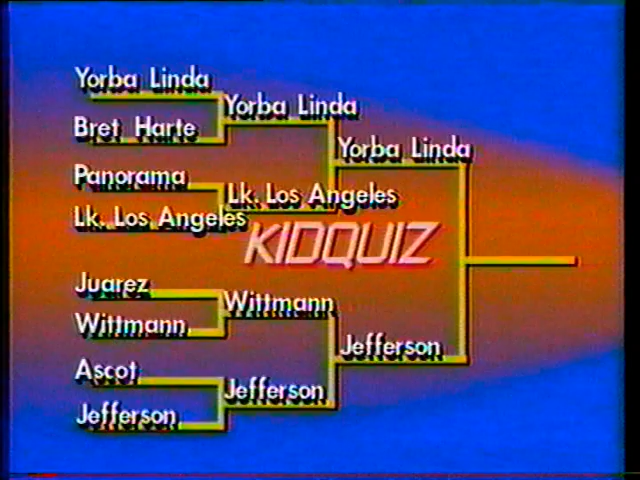 Yorba Linda
Bret Harte
Panorama
Lk. Los Angeles
Juarez
Wittmann
Ascot
Jefferson
Yorba Linda
Lk. Los Angeles
Wittmann
Jefferson
Yorba Linda
Jefferson
KIDQUIZ